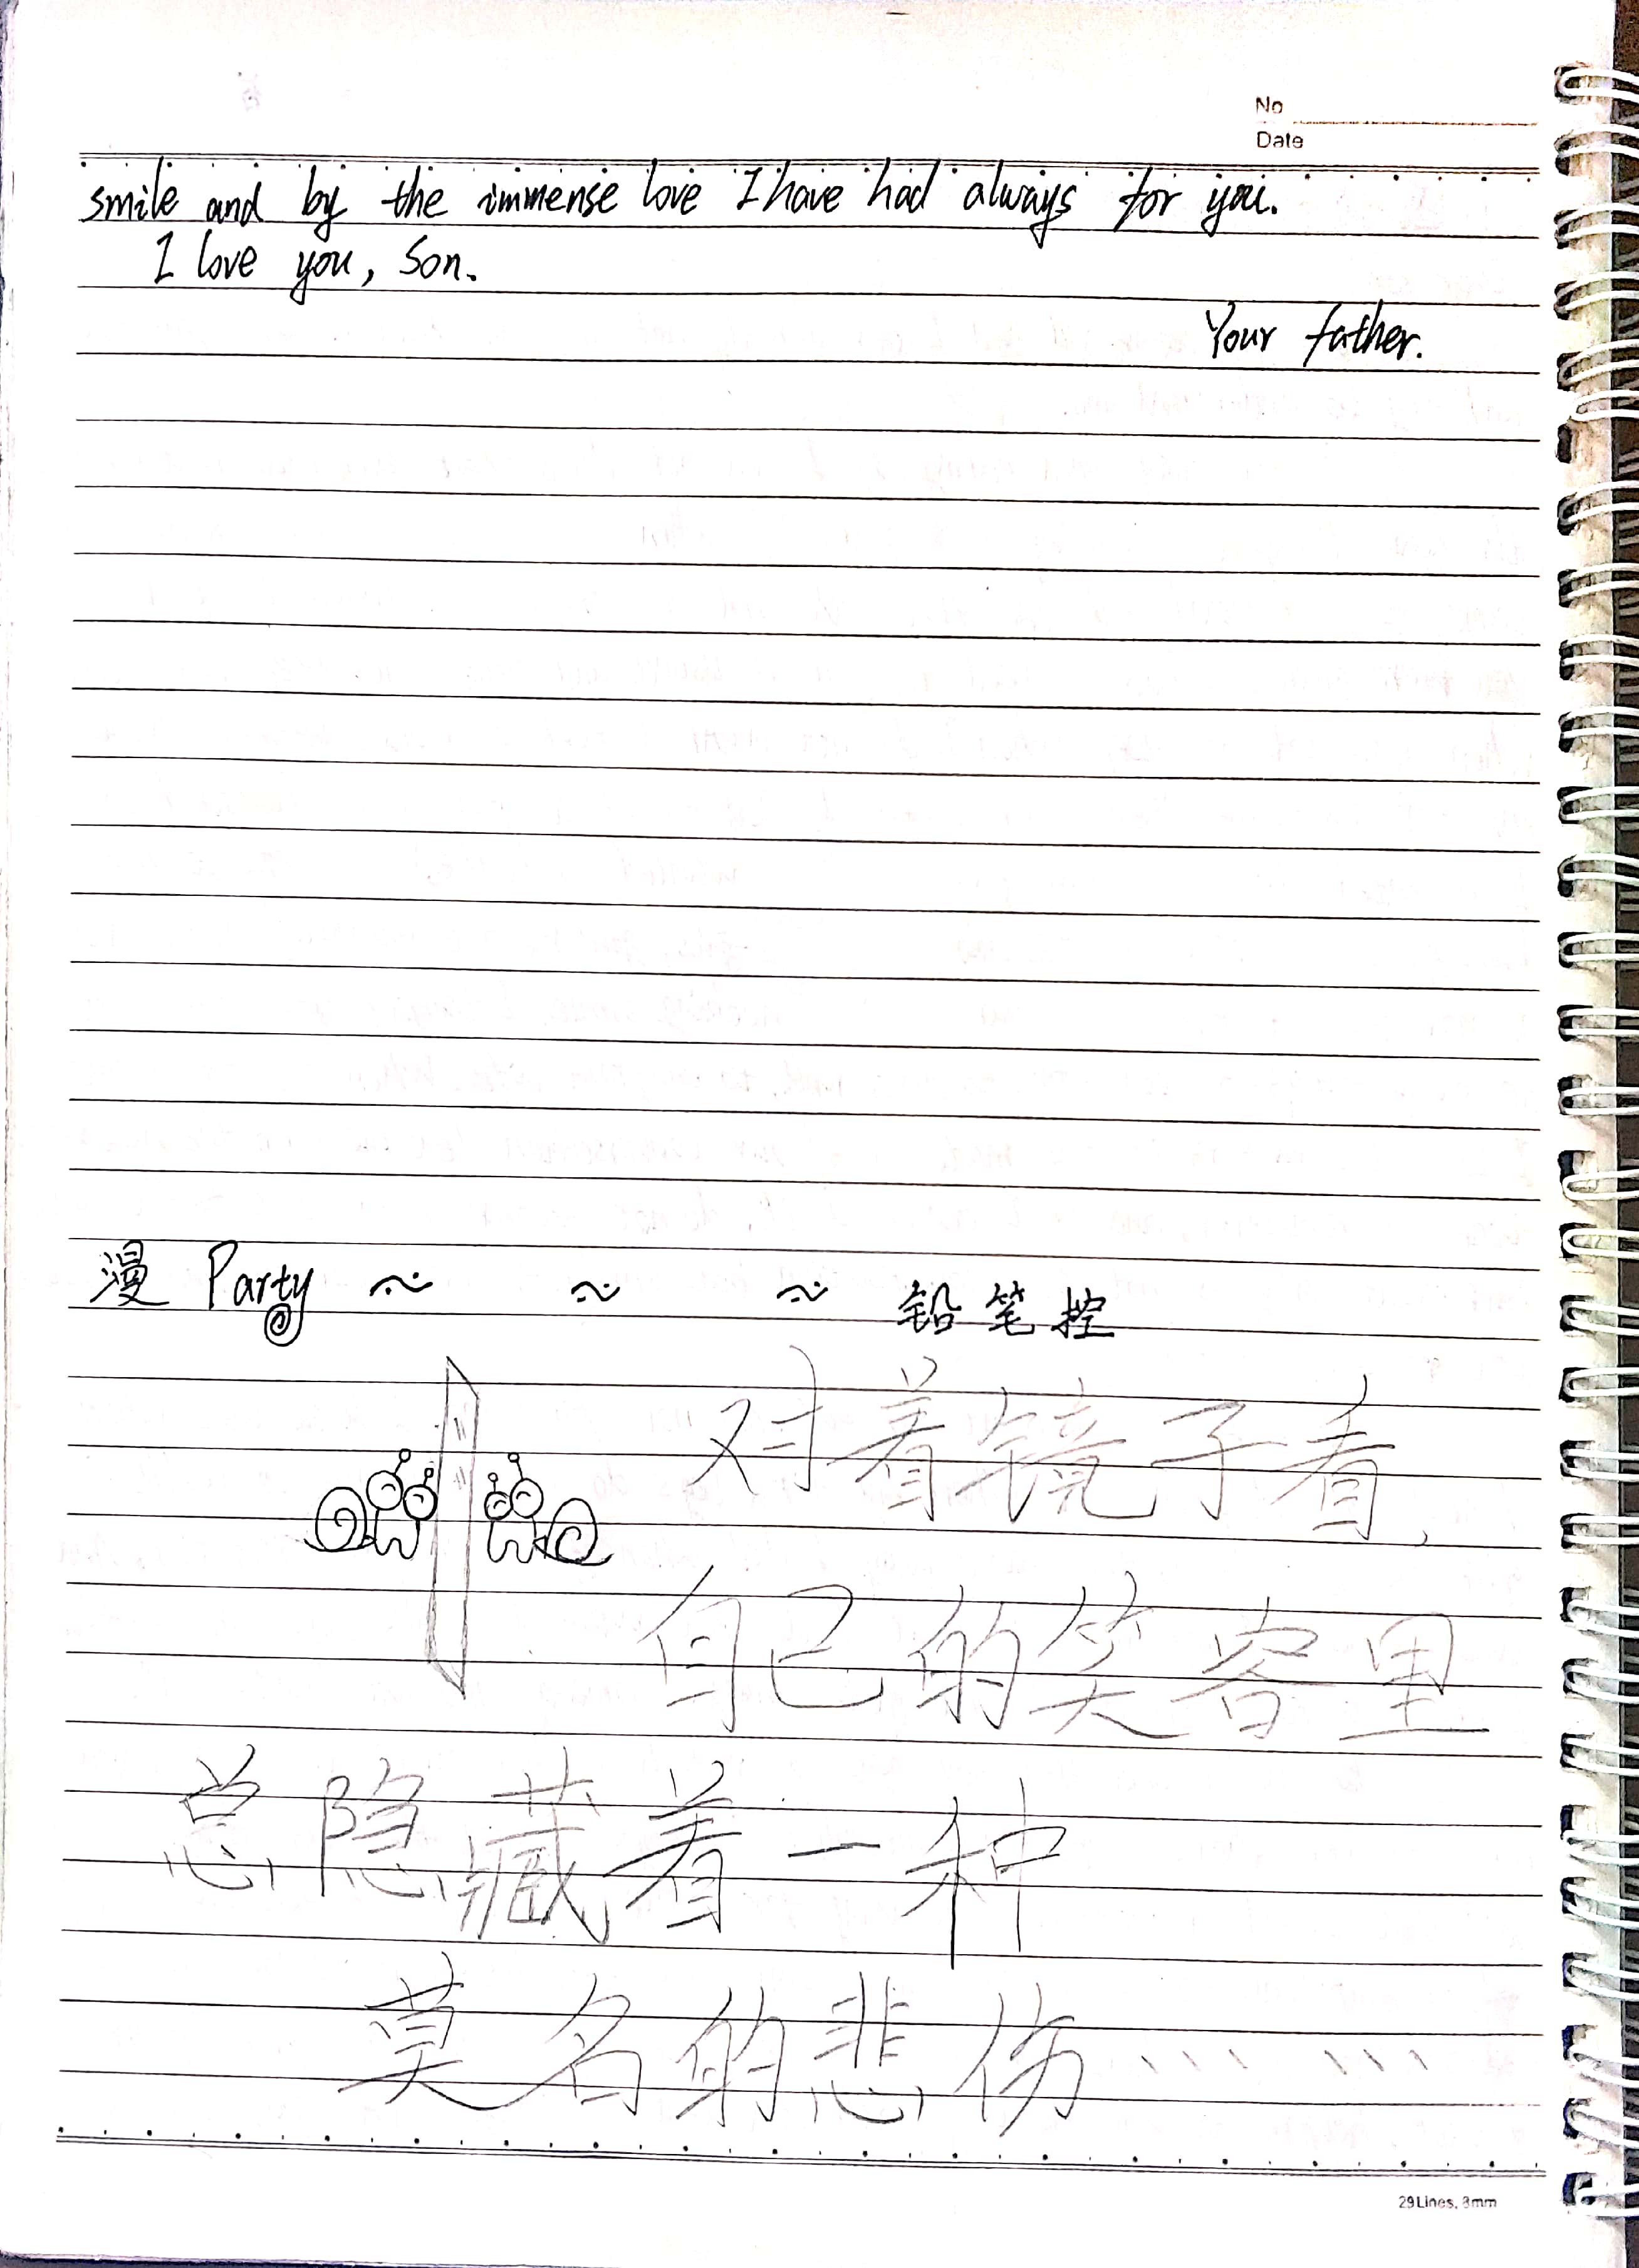 No
Date
smile and by the immense love I have had always for you.
I love you, Son.
Your father.
漫 Party ~ ~ ~ 铅笔控
对着镜子看,
自己的笑容里
总隐藏着一种
莫名的悲伤……
29Lines, 8mm